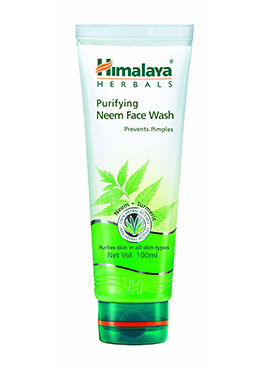 Himalaya®
HERBALS
Purifying
Neem Face Wash
Prevents Pimples
Neem • Turmeric
Purifies skin in all skin types
Net Vol. 100ml